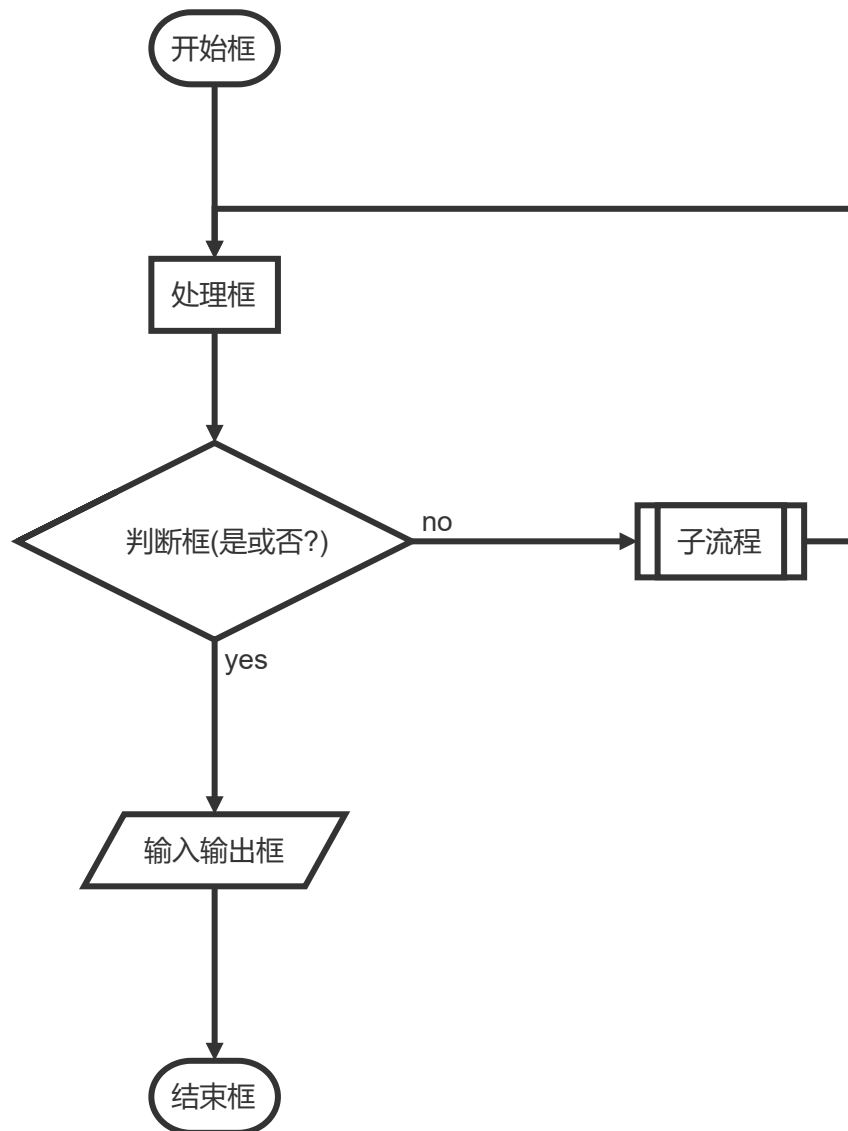 开始框
处理框
判断框(是或否?)
no
子流程
yes
输入输出框
结束框